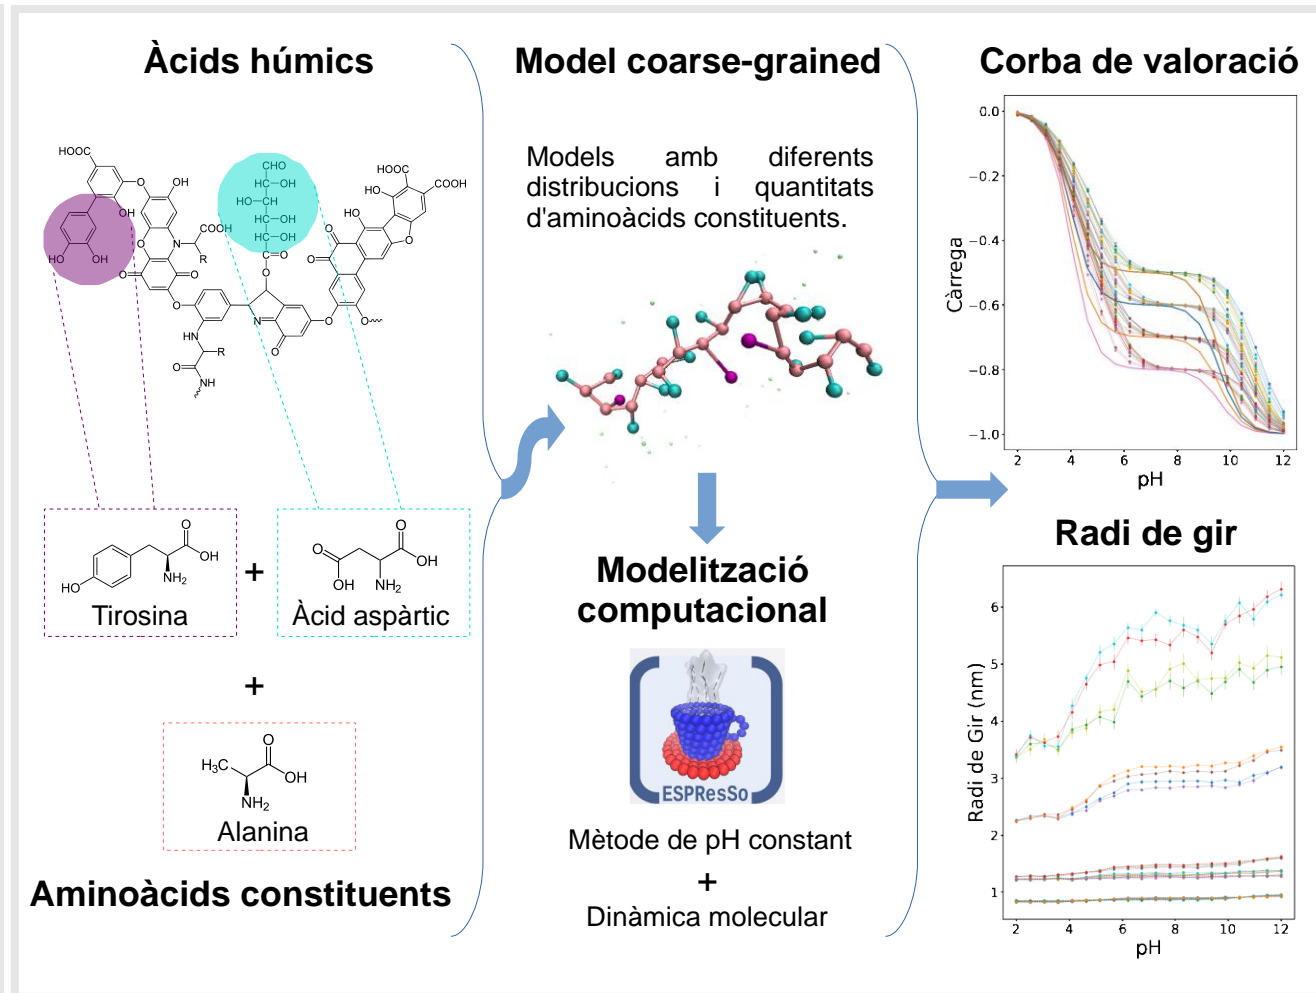 Àcids húmics
HOOC
O
OH
OH
O
N
COOH
R
HO
OH
O
O
O
HN
R
O
NH
CHO
C
OH
HO
C
C
OH
C
OH
C
O
O
N
O
O
HO
O
O
HOOC
HO
COOH
O
O
Tirosina
O
OH
NH₂
HO
+
Àcid aspàrtic
O
O
OH
OH
NH₂
+
O
H₃C
OH
NH₂
Alanina
Aminoàcids constituents
Model coarse-grained
Models amb diferents
distribucions i quantitats
d'aminoàcids constituents.
Modelització
computacional
ESPResSo
Mètode de pH constant
+
Dinàmica molecular
Corba de valoració
Càrrega
0.0
−0.2
−0.4
−0.6
−0.8
−1.0
2 4 6 8 10 12
pH
Radi de gir
Radi de Gir (nm)
6
5
4
3
2
1
2 4 6 8 10 12
pH